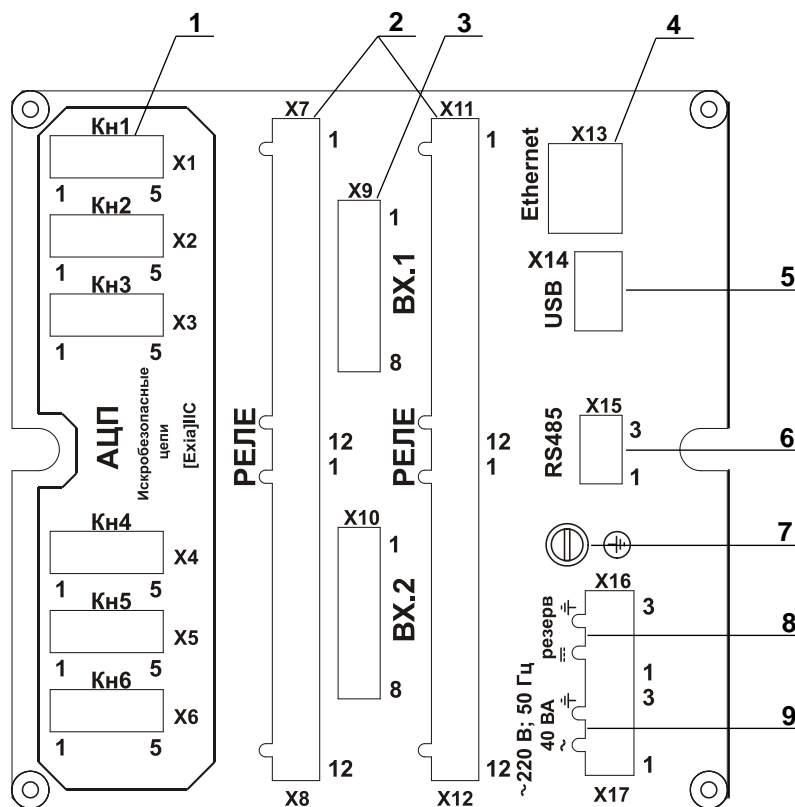 1
2
3
4
X7
X11
Кн1
X1
1 5
Кн2
X2
1 5
Кн3
X3
1 5
АЦП
Искробезопасные
цепи
[Exia]IIC
Кн4
X4
1 5
Кн5
X5
1 5
Кн6
X6
1 5
РЕЛЕ
1
12
1
12
X8
X9
1
ВХ.1
8
X10
1
ВХ.2
8
РЕЛЕ
1
12
1
12
X12
X13
Ethernet
X14
USB
5
X15
RS485
3
1
6
7
X16
резерв
3
1
8
~220 В; 50 Гц
40 ВА
~
3
1
9
X17